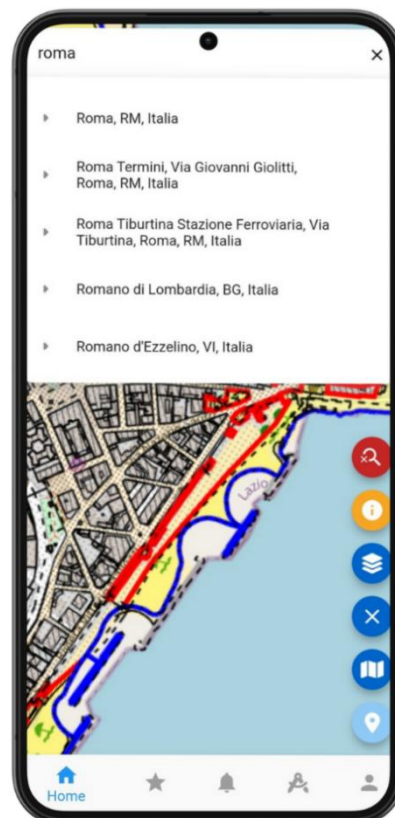 roma
Roma, RM, Italia
Roma Termini, Via Giovanni Giolitti,
Roma, RM, Italia
Roma Tiburtina Stazione Ferroviaria, Via
Tiburtina, Roma, RM, Italia
Romano di Lombardia, BG, Italia
Romano d'Ezzelino, VI, Italia
Lazio
Home